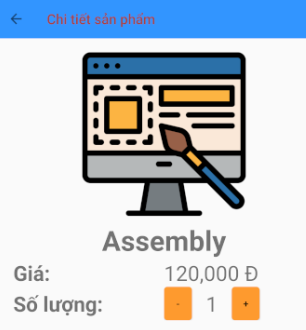 Chi tiết sản phẩm
Assembly
Giá: 120,000 Đ
Số lượng: - 1 +